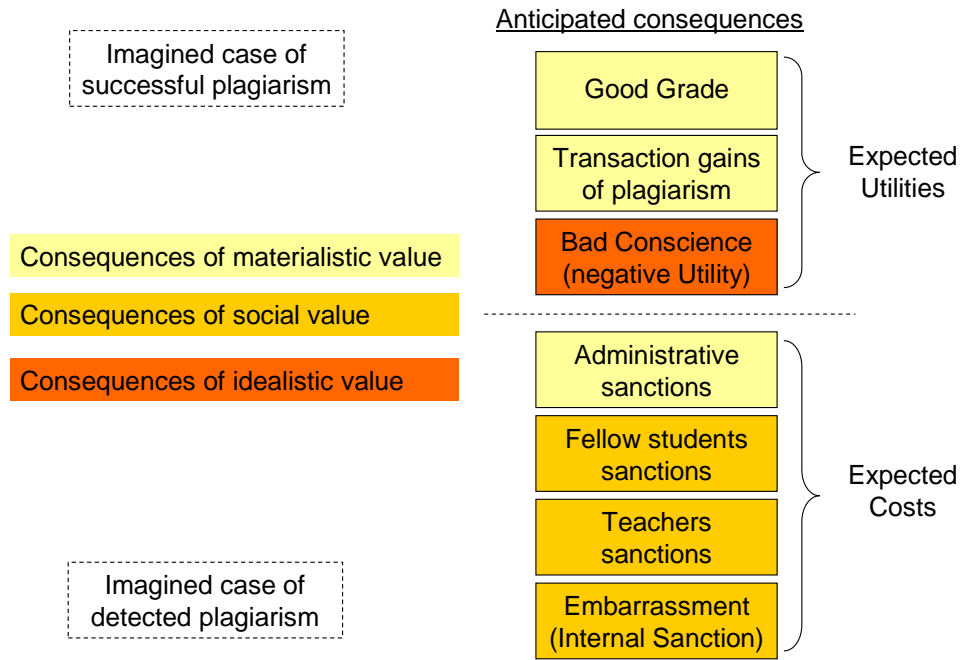 Anticipated consequences
Imagined case of
successful plagiarism
Good Grade
Transaction gains
of plagiarism
Bad Conscience
(negative Utility)
Expected
Utilities
Consequences of materialistic value
Consequences of social value
Consequences of idealistic value
Administrative
sanctions
Fellow students
sanctions
Teachers
sanctions
Embarrassment
(Internal Sanction)
Expected
Costs
Imagined case of
detected plagiarism